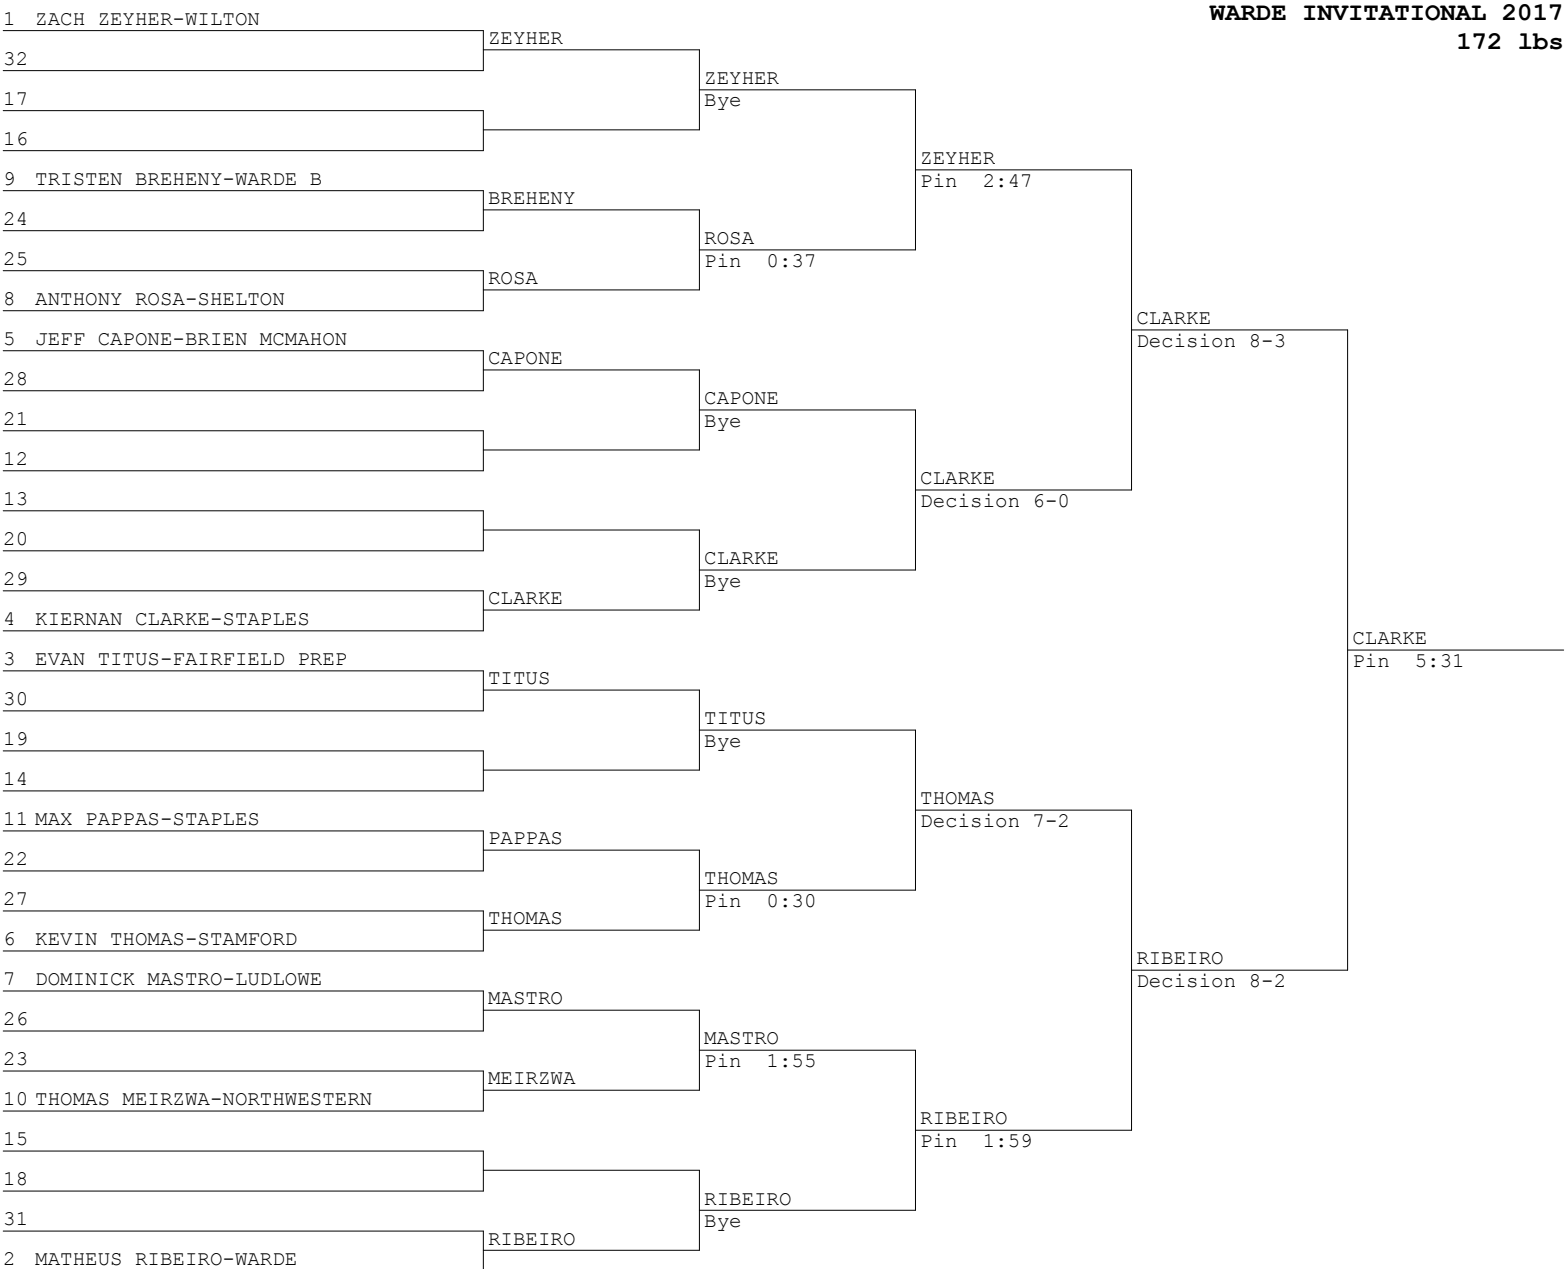 WARDE INVITATIONAL 2017
172 lbs
1 ZACH ZEYHER-WILTON
32
17
16
9 TRISTEN BREHENY-WARDE B
24
25
8 ANTHONY ROSA-SHELTON
5 JEFF CAPONE-BRIEN MCMAHON
28
21
12
13
20
29
4 KIERNAN CLARKE-STAPLES
3 EVAN TITUS-FAIRFIELD PREP
30
19
14
11 MAX PAPPAS-STAPLES
22
27
6 KEVIN THOMAS-STAMFORD
7 DOMINICK MASTRO-LUDLOWE
26
23
10 THOMAS MEIRZWA-NORTHWESTERN
15
18
31
2 MATHEUS RIBEIRO-WARDE
ZEYHER
BREHENY
ROSA
CAPONE
CLARKE
TITUS
PAPPAS
THOMAS
MASTRO
MEIRZWA
RIBEIRO
ZEYHER
Bye
ROSA
Pin 0:37
CAPONE
Bye
CLARKE
Bye
TITUS
Bye
THOMAS
Pin 0:30
MASTRO
Pin 1:55
RIBEIRO
Bye
ZEYHER
Pin 2:47
CLARKE
Decision 6-0
THOMAS
Decision 7-2
RIBEIRO
Pin 1:59
CLARKE
Decision 8-3
RIBEIRO
Decision 8-2
CLARKE
Pin 5:31